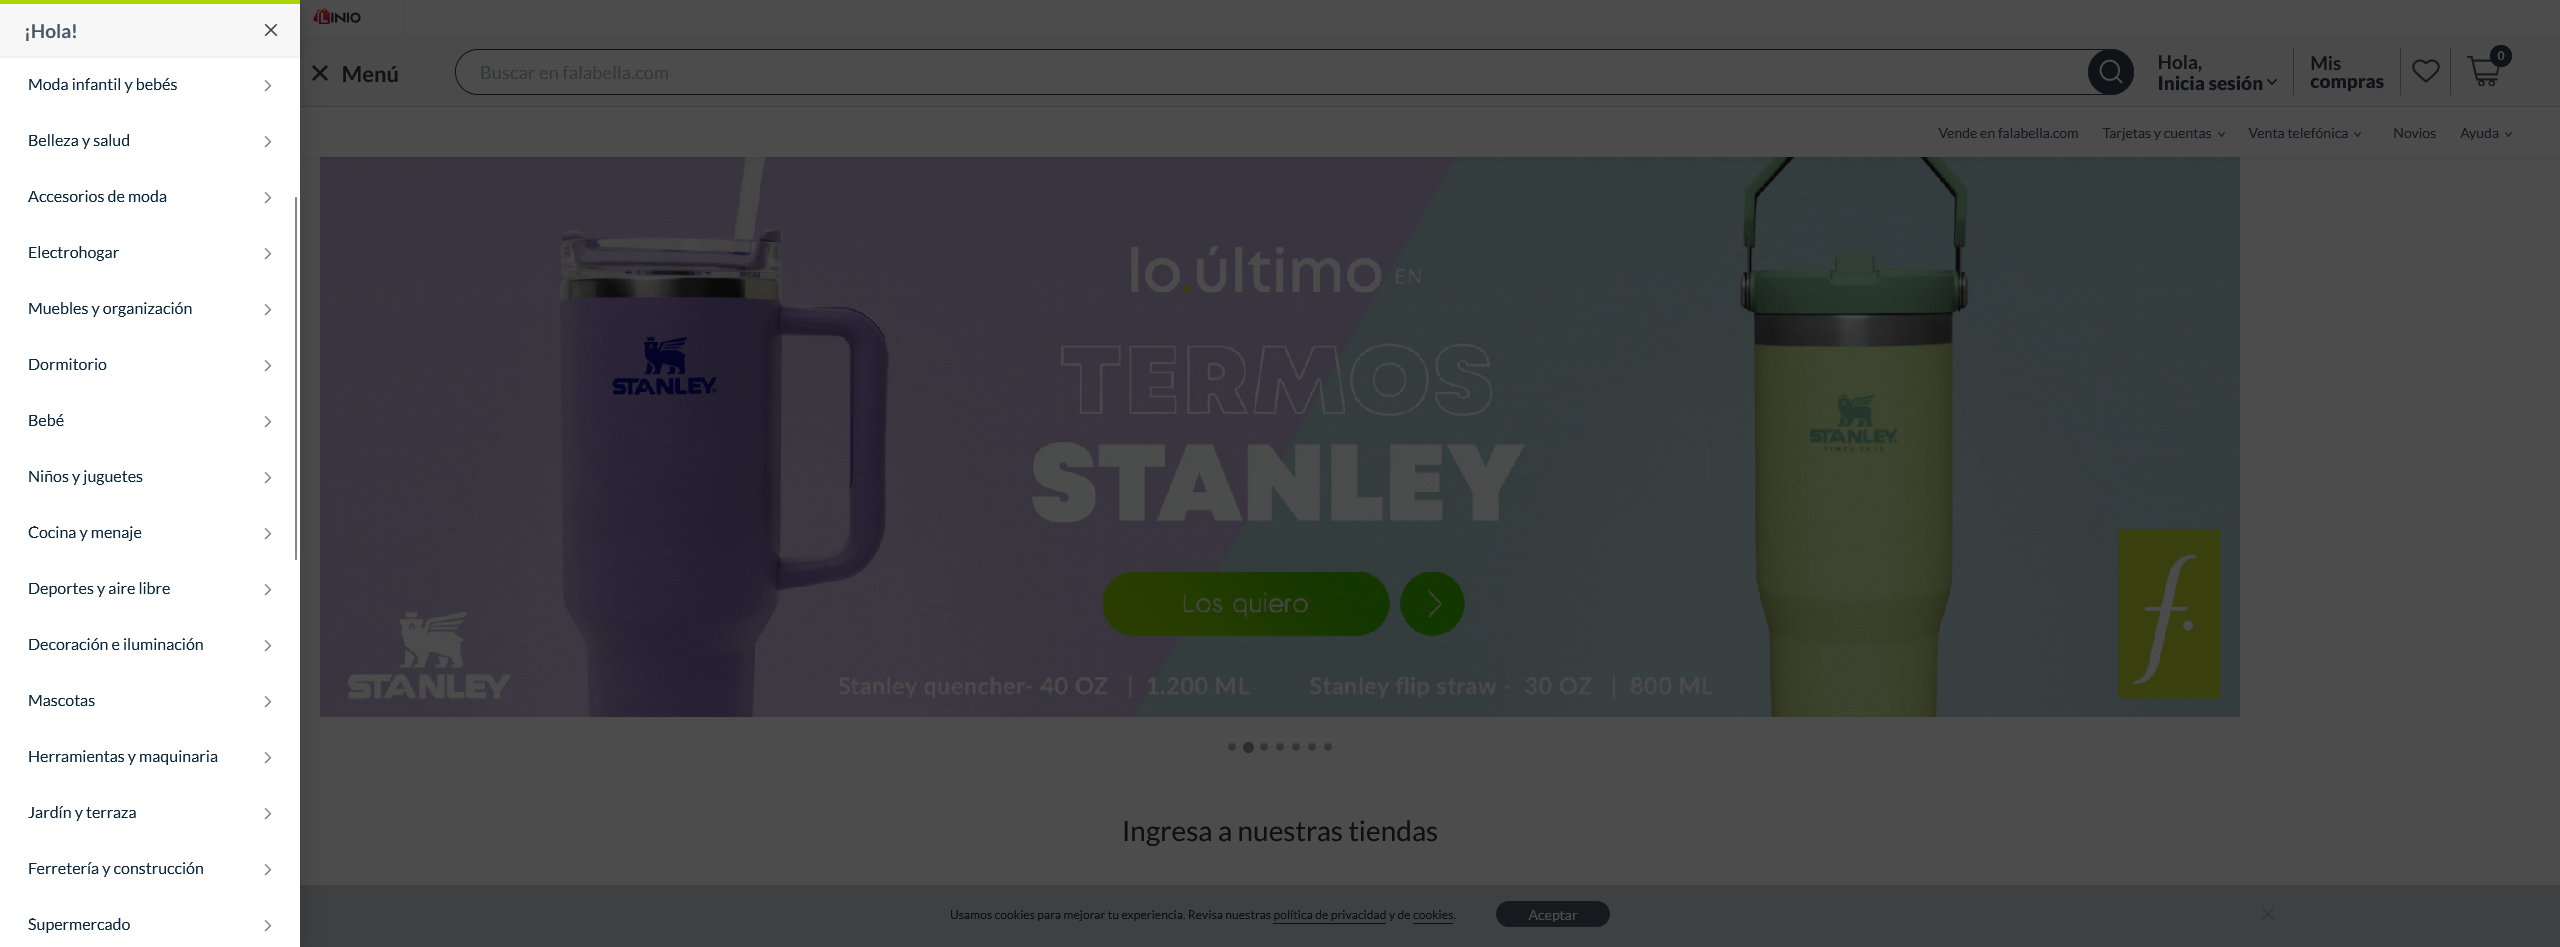 ¡Hola!
Moda infantil y bebés
Belleza y salud
Accesorios de moda
Electrohogar
Muebles y organización
Dormitorio
Bebé
Niños y juguetes
Cocina y menaje
Deportes y aire libre
Decoración e iluminación
Mascotas
Herramientas y maquinaria
Jardín y terraza
Ferretería y construcción
Supermercado
LINIO
Menú
Buscar en falabella.com
Hola,
Inicia sesión
Mis
compras
0
Vende en falabella.com
Tarjetas y cuentas
Venta telefónica
Novios
Ayuda
lo.último EN
TERMOS
STANLEY
Los quiero
STANLEY
STANLEY
STANLEY
f.
Stanley quencher- 40 OZ | 1.200 ML
Stanley flip straw - 30 OZ | 800 ML
Ingresa a nuestras tiendas
Usamos cookies para mejorar tu experiencia. Revisa nuestras política de privacidad y de cookies.
Aceptar